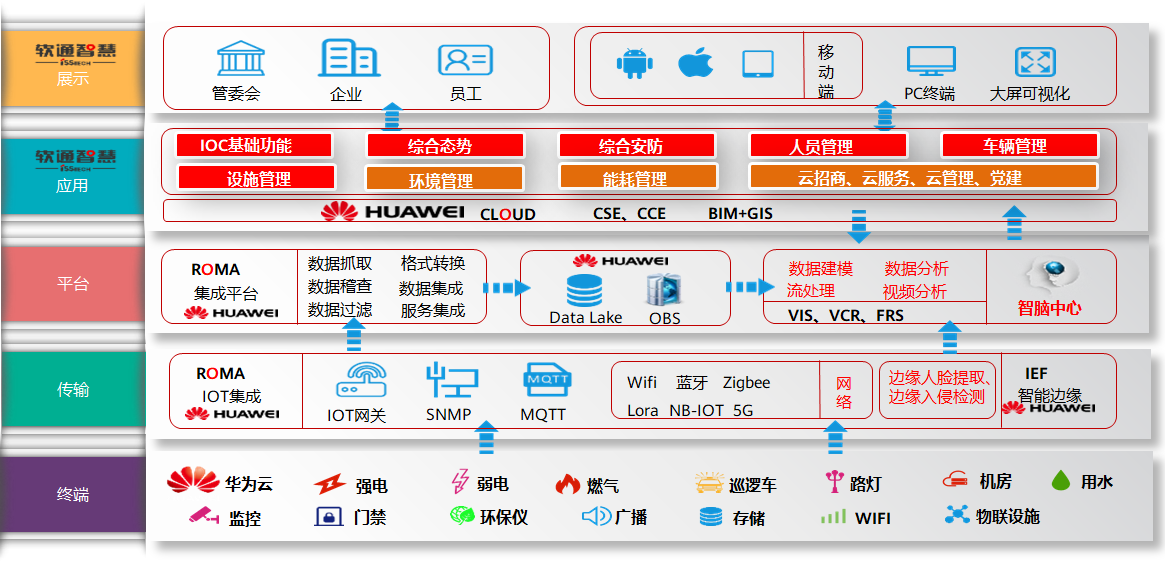 软通智慧
iSSTECH
展示
管委会
企业
员工
移动端
PC终端
大屏可视化
软通智慧
iSSTECH
应用
IOC基础功能
综合态势
综合安防
人员管理
车辆管理
设施管理
环境管理
能耗管理
云招商、云服务、云管理、党建
HUAWEI CLOUD
CSE、CCE
BIM+GIS
平台
ROMA
集成平台
HUAWEI
数据抓取 格式转换
数据稽查 数据集成
数据过滤 服务集成
HUAWEI
Data Lake
OBS
数据建模 数据分析
流处理 视频分析
VIS、VCR、FRS
智脑中心
传输
ROMA
IOT集成
HUAWEI
IOT网关
SNMP
MQTT
MQTT
Wifi 蓝牙 Zigbee
Lora NB-IOT 5G
网络
边缘人脸提取、
边缘入侵检测
IEF
智能边缘
HUAWEI
终端
华为云
强电
弱电
燃气
巡逻车
路灯
机房
用水
监控
门禁
环保仪
广播
存储
WIFI
物联设施